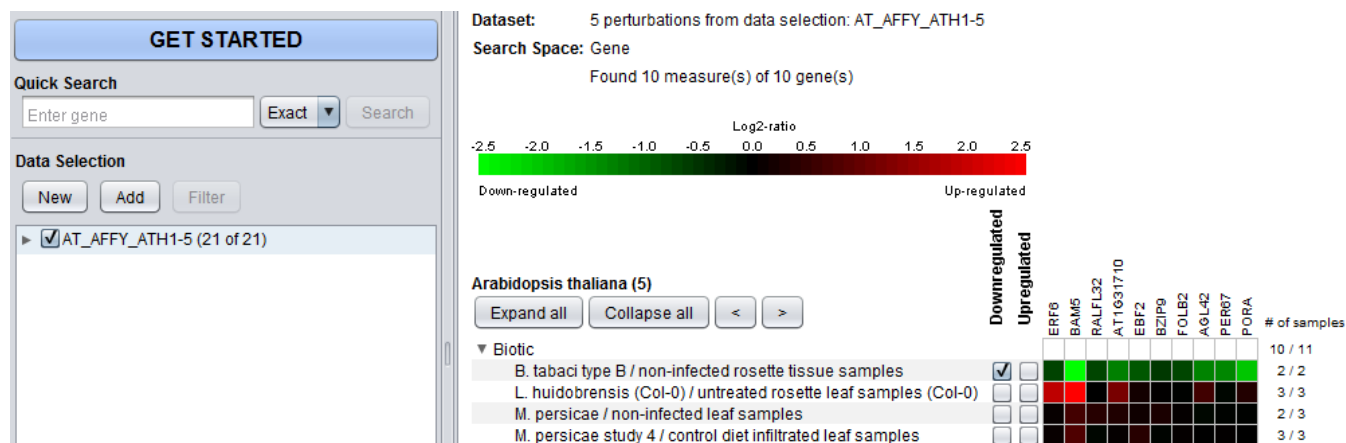 GET STARTED
Quick Search
Enter gene
Exact
Search
Data Selection
New
Add
Filter
AT_AFFY_ATH1-5 (21 of 21)
Dataset: 5 perturbations from data selection: AT_AFFY_ATH1-5
Search Space: Gene
Found 10 measure(s) of 10 gene(s)
Log2-ratio
-2.5 -2.0 -1.5 -1.0 -0.5 0.0 0.5 1.0 1.5 2.0 2.5
Down-regulated Up-regulated
Arabidopsis thaliana (5)
Expand all
Collapse all
<
>
Downregulated
Upregulated
ERF6
BAM5
RALFL32
AT1G31710
EBF2
BZIP9
FOLB2
AGL42
PER67
PORA
# of samples
Biotic 10 / 11
B. tabaci type B / non-infected rosette tissue samples 2 / 2
L. huidobrensis (Col-0) / untreated rosette leaf samples (Col-0) 3 / 3
M. persicae / non-infected leaf samples 2 / 3
M. persicae study 4 / control diet infiltrated leaf samples 3 / 3